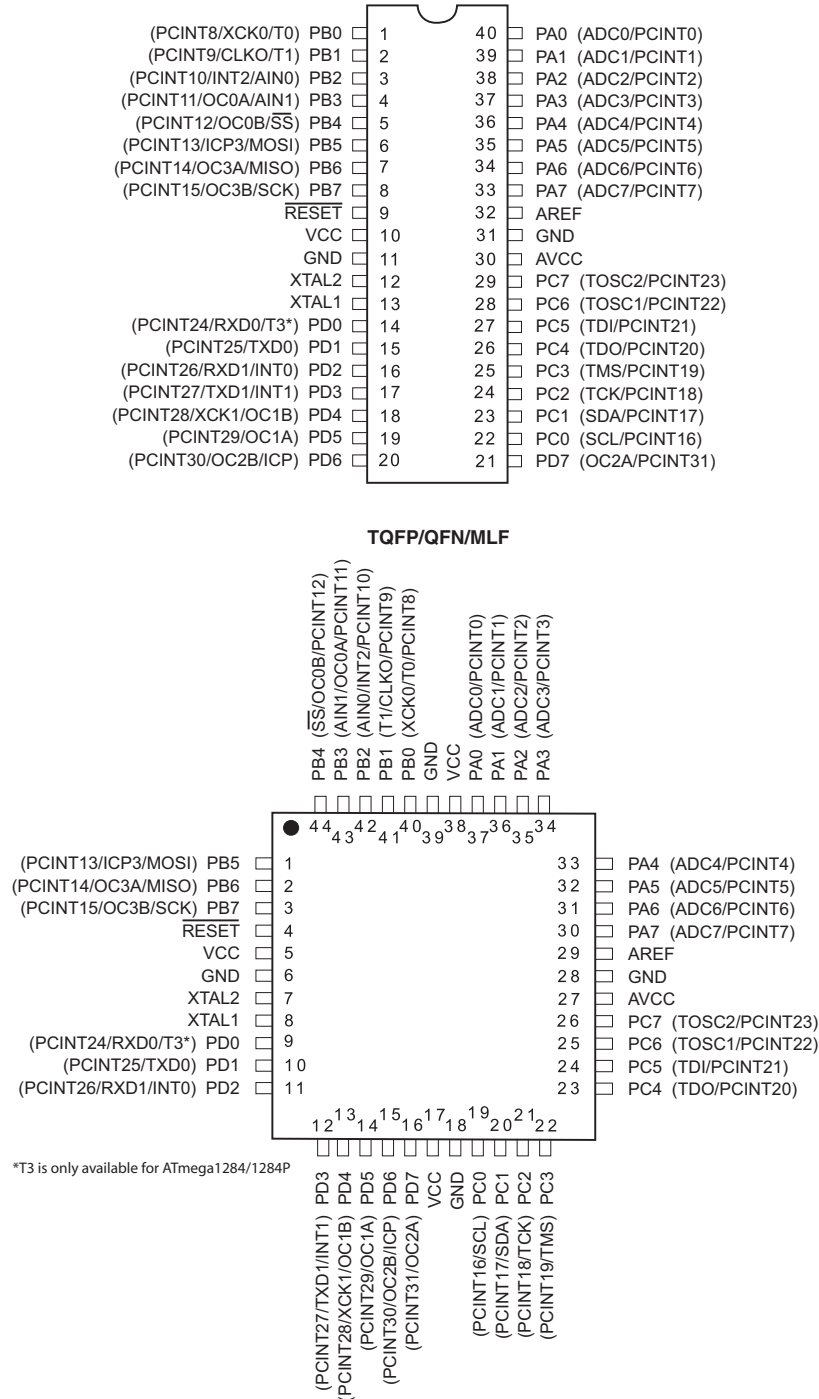 (PCINT8/XCK0/T0) PB0 1 40 PA0 (ADC0/PCINT0)
(PCINT9/CLKO/T1) PB1 2 39 PA1 (ADC1/PCINT1)
(PCINT10/INT2/AIN0) PB2 3 38 PA2 (ADC2/PCINT2)
(PCINT11/OC0A/AIN1) PB3 4 37 PA3 (ADC3/PCINT3)
(PCINT12/OC0B/SS) PB4 5 36 PA4 (ADC4/PCINT4)
(PCINT13/ICP3/MOSI) PB5 6 35 PA5 (ADC5/PCINT5)
(PCINT14/OC3A/MISO) PB6 7 34 PA6 (ADC6/PCINT6)
(PCINT15/OC3B/SCK) PB7 8 33 PA7 (ADC7/PCINT7)
RESET 9 32 AREF
VCC 10 31 GND
GND 11 30 AVCC
XTAL2 12 29 PC7 (TOSC2/PCINT23)
XTAL1 13 28 PC6 (TOSC1/PCINT22)
(PCINT24/RXD0/T3*) PD0 14 27 PC5 (TDI/PCINT21)
(PCINT25/TXD0) PD1 15 26 PC4 (TDO/PCINT20)
(PCINT26/RXD1/INT0) PD2 16 25 PC3 (TMS/PCINT19)
(PCINT27/TXD1/INT1) PD3 17 24 PC2 (TCK/PCINT18)
(PCINT28/XCK1/OC1B) PD4 18 23 PC1 (SDA/PCINT17)
(PCINT29/OC1A) PD5 19 22 PC0 (SCL/PCINT16)
(PCINT30/OC2B/ICP) PD6 20 21 PD7 (OC2A/PCINT31)
TQFP/QFN/MLF
PB4 (SS/OC0B/PCINT12)
PB3 (AIN1/OC0A/PCINT11)
PB2 (AIN0/INT2/PCINT10)
PB1 (T1/CLKO/PCINT9)
PB0 (XCK0/T0/PCINT8)
GND
VCC
PA0 (ADC0/PCINT0)
PA1 (ADC1/PCINT1)
PA2 (ADC2/PCINT2)
PA3 (ADC3/PCINT3)
44 43 42 41 40 39 38 37 36 35 34
(PCINT13/ICP3/MOSI) PB5 1 33 PA4 (ADC4/PCINT4)
(PCINT14/OC3A/MISO) PB6 2 32 PA5 (ADC5/PCINT5)
(PCINT15/OC3B/SCK) PB7 3 31 PA6 (ADC6/PCINT6)
RESET 4 30 PA7 (ADC7/PCINT7)
VCC 5 29 AREF
GND 6 28 GND
XTAL2 7 27 AVCC
XTAL1 8 26 PC7 (TOSC2/PCINT23)
(PCINT24/RXD0/T3*) PD0 9 25 PC6 (TOSC1/PCINT22)
(PCINT25/TXD0) PD1 10 24 PC5 (TDI/PCINT21)
(PCINT26/RXD1/INT0) PD2 11 23 PC4 (TDO/PCINT20)
12 13 14 15 16 17 18 19 20 21 22
*T3 is only available for ATmega1284/1284P
(PCINT27/TXD1/INT1) PD3
(PCINT28/XCK1/OC1B) PD4
(PCINT29/OC1A) PD5
(PCINT30/OC2B/ICP) PD6
(PCINT31/OC2A) PD7
VCC
GND
(PCINT16/SCL) PC0
(PCINT17/SDA) PC1
(PCINT18/TCK) PC2
(PCINT19/TMS) PC3